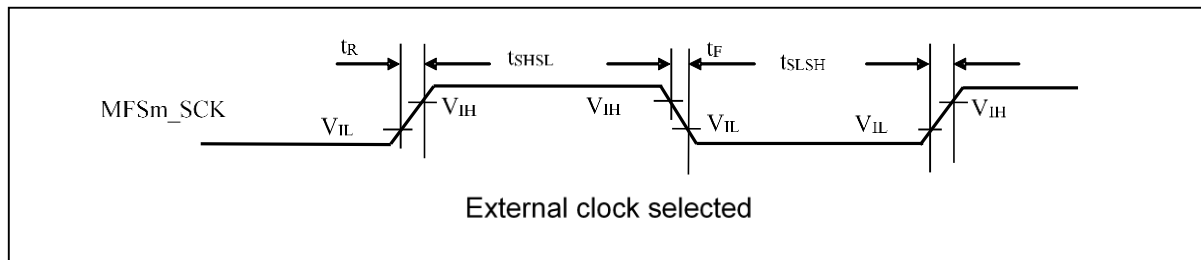 tR tSHSL tF tSLSH
MFSm_SCK VIL VIH VIH VIL VIL VIH
External clock selected